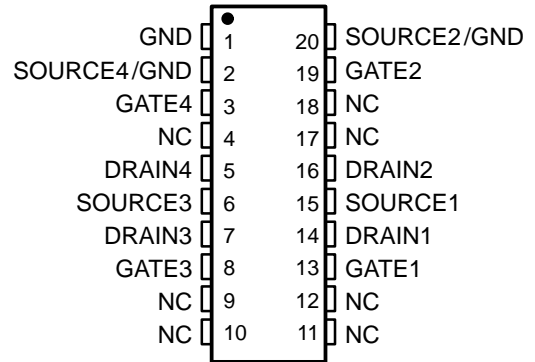 GND 1 20 SOURCE2/GND
SOURCE4/GND 2 19 GATE2
GATE4 3 18 NC
NC 4 17 NC
DRAIN4 5 16 DRAIN2
SOURCE3 6 15 SOURCE1
DRAIN3 7 14 DRAIN1
GATE3 8 13 GATE1
NC 9 12 NC
NC 10 11 NC